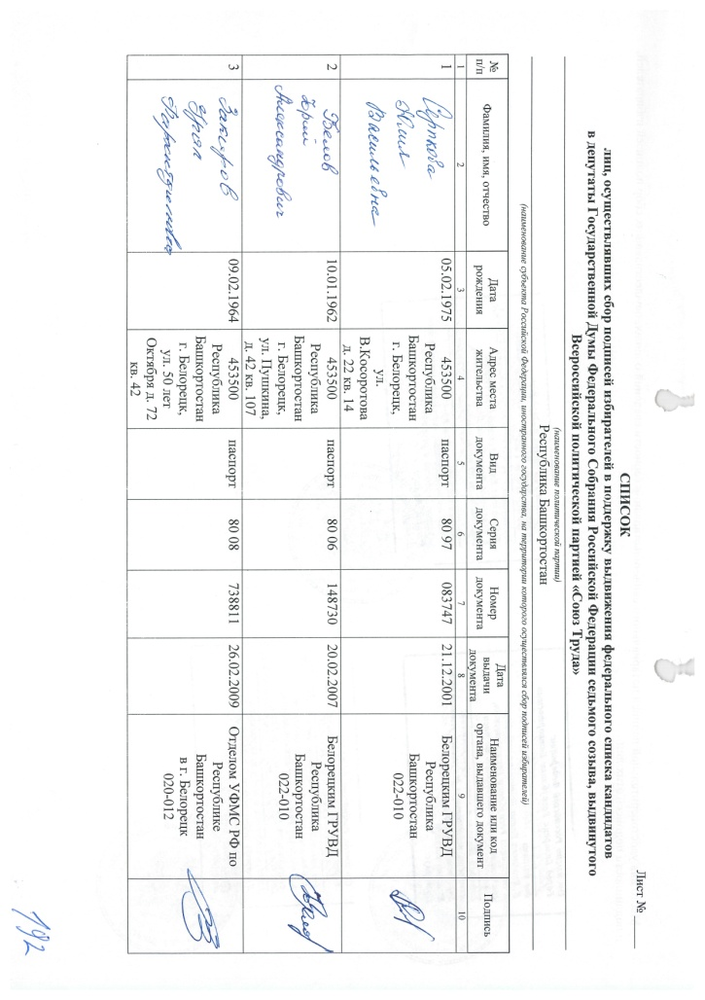 Лист №
СПИСОК
лиц, осуществлявших сбор подписей избирателей в поддержку выдвижения федерального списка кандидатов
в депутаты Государственной Думы Федерального Собрания Российской Федерации седьмого созыва, выдвинутого
Всероссийской политической партией «Союз Труда»
(наименование политической партии)
Республика Башкортостан
(наименование субъекта Российской Федерации, иностранного государства, на территории которого осуществлялся сбор подписей избирателей)
№
п/п
Фамилия, имя, отчество
Дата
рождения
Адрес места
жительства
Вид
документа
Серия
документа
Номер
документа
Дата
выдачи
документа
Наименование или код
органа, выдавшего документ
Подпись
1 2 3 4 5 6 7 8 9 10
1
Васильевна
05.02.1975
453500
Республика
Башкортостан
г. Белорецк,
ул.
В.Косоротова
д. 22 кв. 14
паспорт
80 97
083747
21.12.2001
Белорецким ГРУВД
Республика
Башкортостан
022-010
2
Белов
Юрий
Александрович
10.01.1962
453500
Республика
Башкортостан
г. Белорецк,
ул. Пушкина,
д. 42 кв. 107
паспорт
80 06
148730
20.02.2007
Белорецким ГРУВД
Республика
Башкортостан
022-010
3
Закиров
Урал
09.02.1964
453500
Республика
Башкортостан
г. Белорецк,
ул. 50 лет
Октября д. 72
кв. 42
паспорт
80 08
738811
26.02.2009
Отделом УФМС РФ по
Республике
Башкортостан
в г. Белорецк
020-012
192